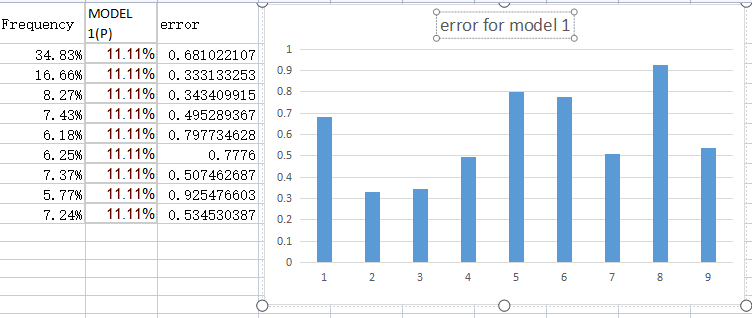 Frequency MODEL 1(P) error
34.83% 11.11% 0.681022107
16.66% 11.11% 0.333133253
8.27% 11.11% 0.343409915
7.43% 11.11% 0.495289367
6.18% 11.11% 0.797734628
6.25% 11.11% 0.7776
7.37% 11.11% 0.507462687
5.77% 11.11% 0.925476603
7.24% 11.11% 0.534530387
error for model 1
1
0.9
0.8
0.7
0.6
0.5
0.4
0.3
0.2
0.1
0
1 2 3 4 5 6 7 8 9